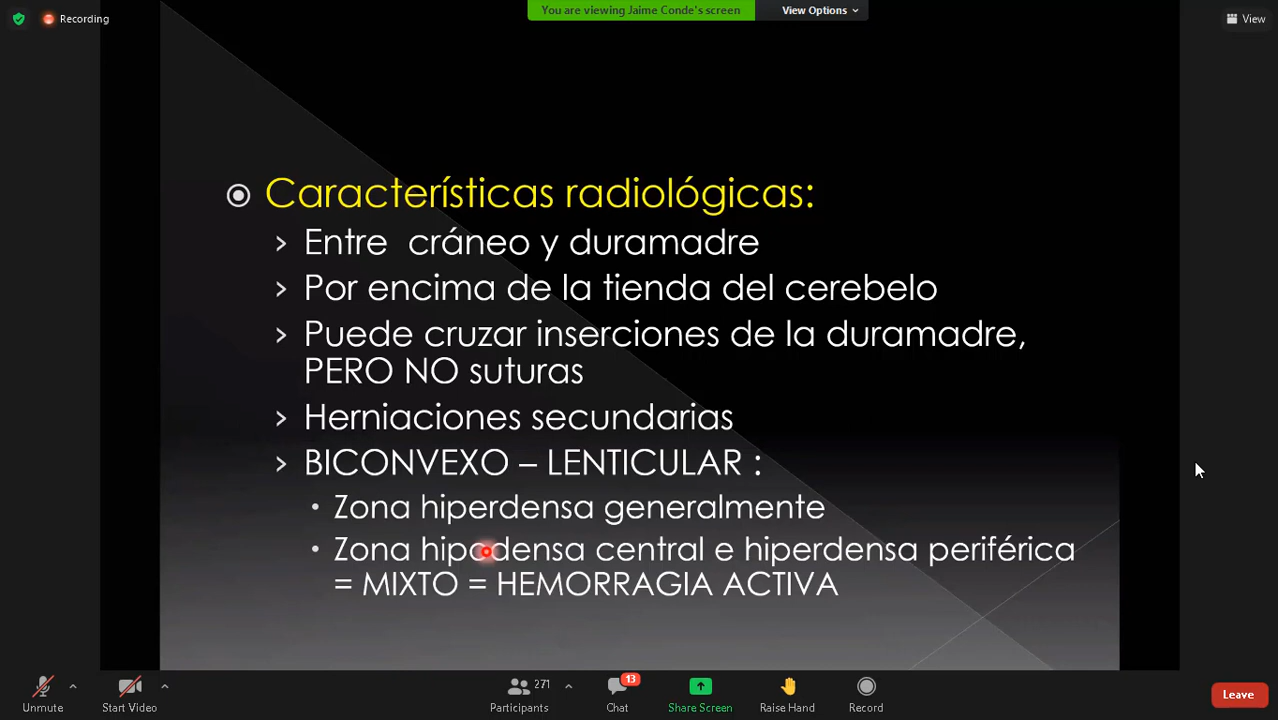 Recording
You are viewing Jaime Conde's screen
View Options
View
Características radiológicas:
Entre cráneo y duramadre
Por encima de la tienda del cerebelo
Puede cruzar inserciones de la duramadre,
PERO NO suturas
Herniaciones secundarias
BICONVEXO – LENTICULAR :
Zona hiperdensa generalmente
Zona hipodensa central e hiperdensa periférica
= MIXTO = HEMORRAGIA ACTIVA
Unmute
Start Video
271
Participants
13
Chat
Share Screen
Raise Hand
Record
Leave